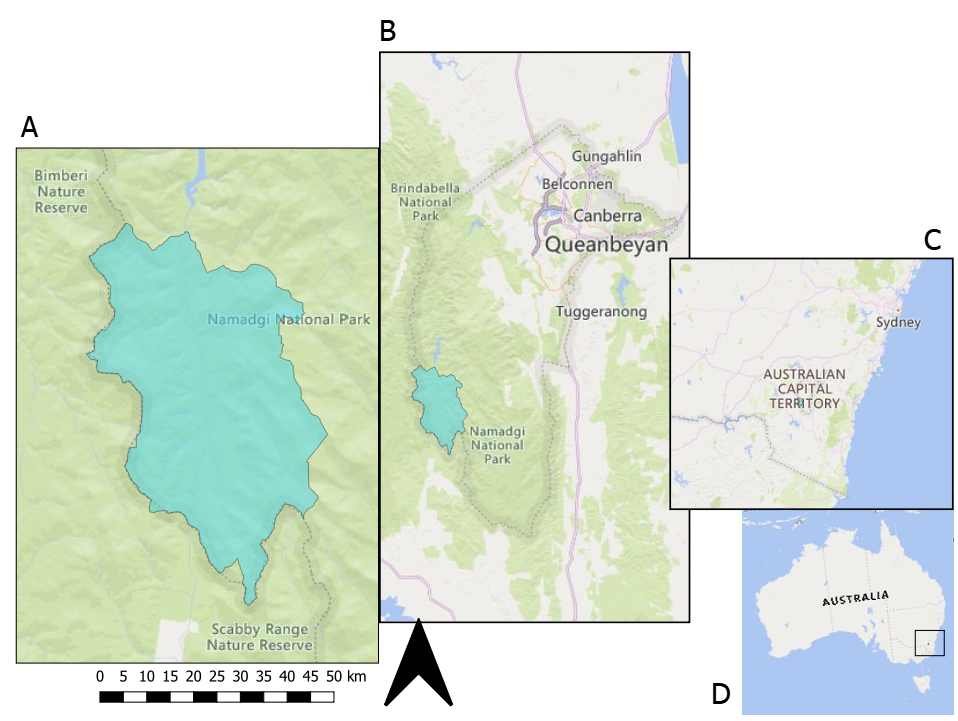 B
A
Bimberi
Nature
Reserve
Namadgi National Park
Scabby Range
Nature Reserve
0 5 10 15 20 25 30 35 40 45 50 km
Gungahlin
Belconnen
Brindabella
National
Park
Canberra
Queanbeyan
Tuggeranong
Namadgi
National
Park
C
Sydney
AUSTRALIAN
CAPITAL
TERRITORY
AUSTRALIA
D